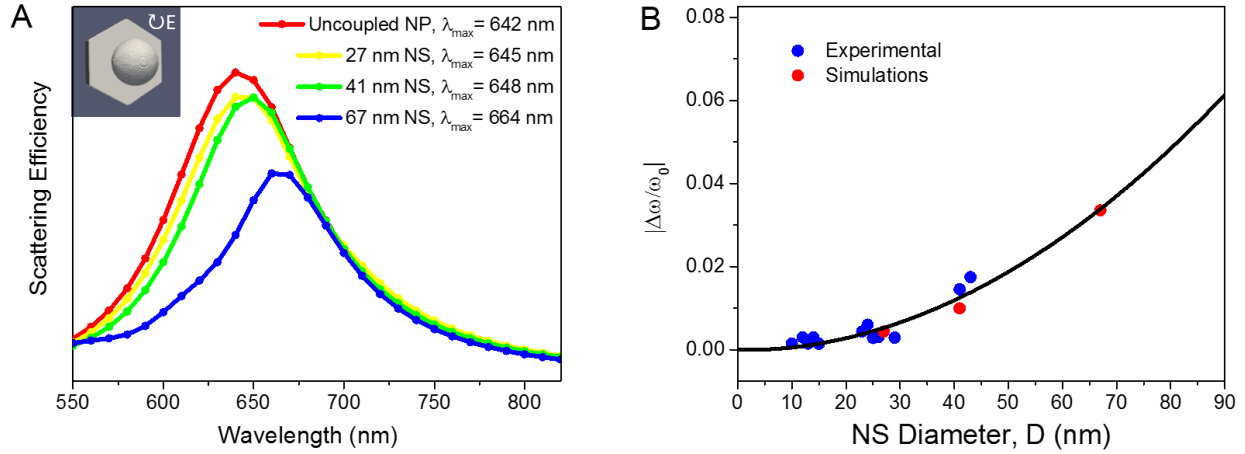 A
↻E
Uncoupled NP, λmax= 642 nm
27 nm NS, λmax= 645 nm
41 nm NS, λmax= 648 nm
67 nm NS, λmax= 664 nm
Scattering Efficiency
550 600 650 700 750 800
Wavelength (nm)
B
0.08
0.06
0.04
0.02
0.00
|Δω/ω0|
Experimental
Simulations
0 10 20 30 40 50 60 70 80 90
NS Diameter, D (nm)